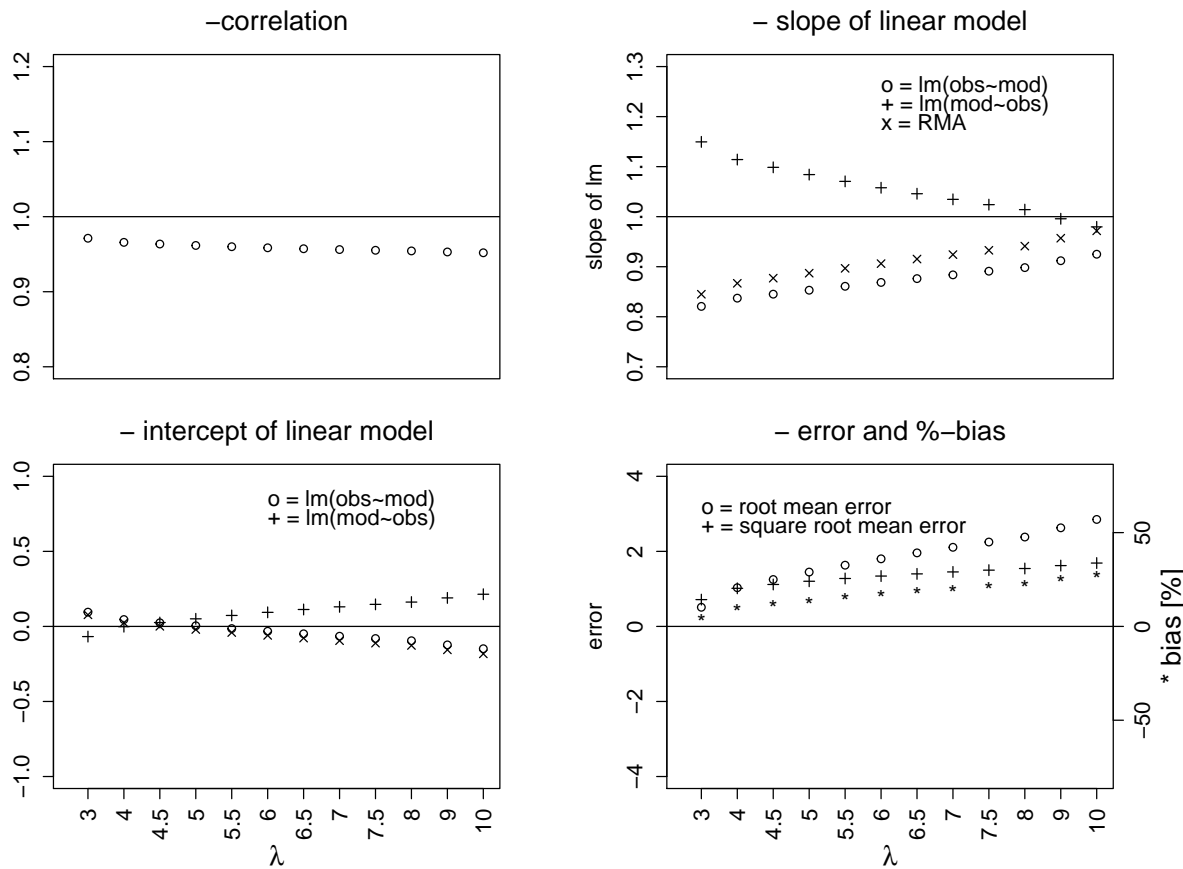 −correlation
1.2
1.1
1.0
0.9
0.8
− slope of linear model
slope of lm
1.3
1.2
1.1
1.0
0.9
0.8
0.7
o = lm(obs~mod)
+ = lm(mod~obs)
x = RMA
− intercept of linear model
1.0
0.5
0.0
−0.5
−1.0
o = lm(obs~mod)
+ = lm(mod~obs)
3 4 4.5 5 5.5 6 6.5 7 7.5 8 9 10
λ
− error and %−bias
error
4
2
0
−2
−4
o = root mean error
+ = square root mean error
50
0
−50
* bias [%]
3 4 4.5 5 5.5 6 6.5 7 7.5 8 9 10
λ